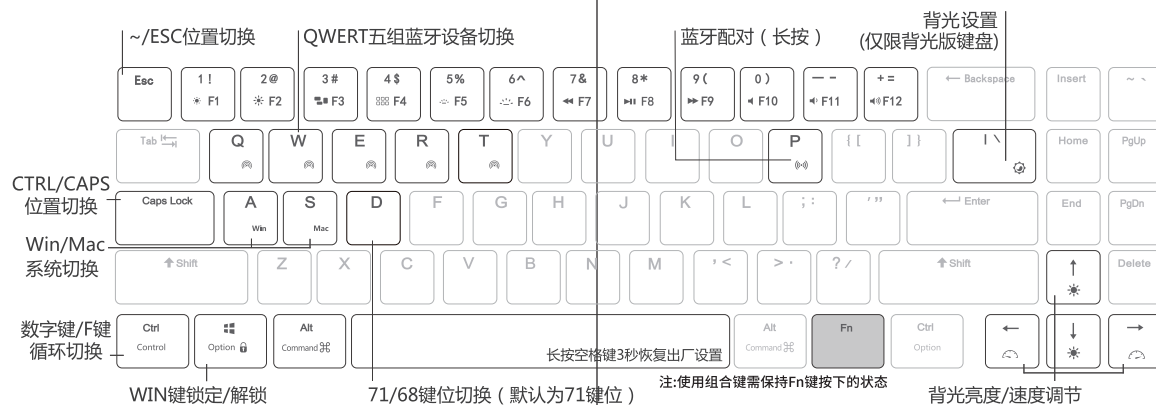 ~/ESC位置切换
QWERT五组蓝牙设备切换
蓝牙配对（长按）
背光设置
(仅限背光版键盘)
Esc
1 !
F1
2 @
F2
3 #
F3
4 $
F4
5 %
F5
6 ^
F6
7 &
F7
8 *
F8
9 (
F9
0 )
F10
— -
F11
+ =
F12
← Backspace
Insert
~ 、
Tab
Q
W
E
R
T
Y
U
I
O
P
{ [
] }
I \
Home
PgUp
CTRL/CAPS
位置切换
Caps Lock
A
Win
S
Mac
D
F
G
H
J
K
L
; :
' "
Enter
End
PgDn
Win/Mac
系统切换
Shift
Z
X
C
V
B
N
M
' <
> ·
? /
Shift
↑
Delete
数字键/F键
循环切换
Ctrl
Control
Option
Alt
Command ⌘
长按空格键3秒恢复出厂设置
Alt
Command ⌘
Fn
Ctrl
Option
←
↓
→
WIN键锁定/解锁
71/68键位切换（默认为71键位）
注:使用组合键需保持Fn键按下的状态
背光亮度/速度调节